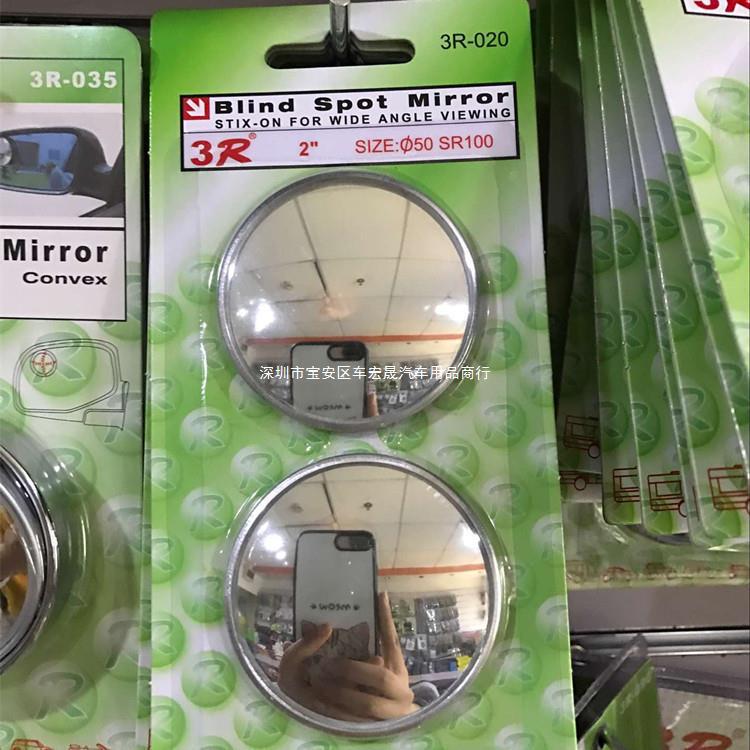 3R-020
Blind Spot Mirror
STIX-ON FOR WIDE ANGLE VIEWING
3R® 2" SIZE:Ø50 SR100
3R-035
Mirror
Convex
深圳市宝安区车宏晟汽车用品商行